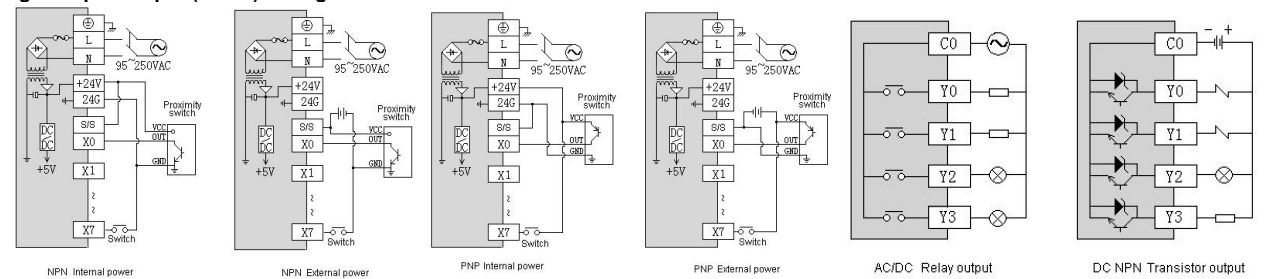 L
N
95~250VAC
+24V
24G
Proximity
switch
S/S
VCC
OUT
X0
GND
DC
DC
+5V
X1
~
~
X7
Switch
NPN Internal power
L
N
95~250VAC
+24V
24G
Proximity
switch
S/S
VCC
OUT
X0
GND
DC
DC
+5V
X1
~
~
X7
Switch
NPN External power
L
N
95~250VAC
+24V
24G
Proximity
switch
S/S
VCC
X0
OUT
GND
DC
DC
+5V
X1
~
~
X7
Switch
PNP Internal power
L
N
95~250VAC
+24V
24G
Proximity
switch
S/S
VCC
X0
OUT
GND
DC
DC
+5V
X1
~
~
X7
Switch
PNP External power
C0
Y0
Y1
Y2
Y3
AC/DC Relay output
- +
C0
Y0
Y1
Y2
Y3
DC NPN Transistor output